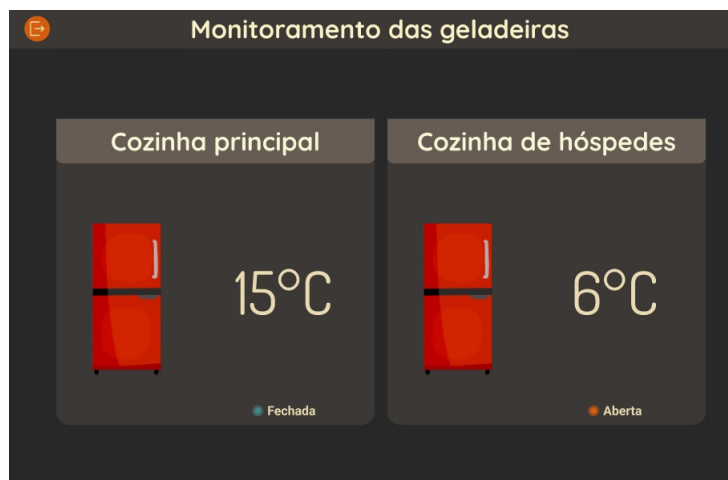 Monitoramento das geladeiras
Cozinha principal
15°C
Fechada
Cozinha de hóspedes
6°C
Aberta